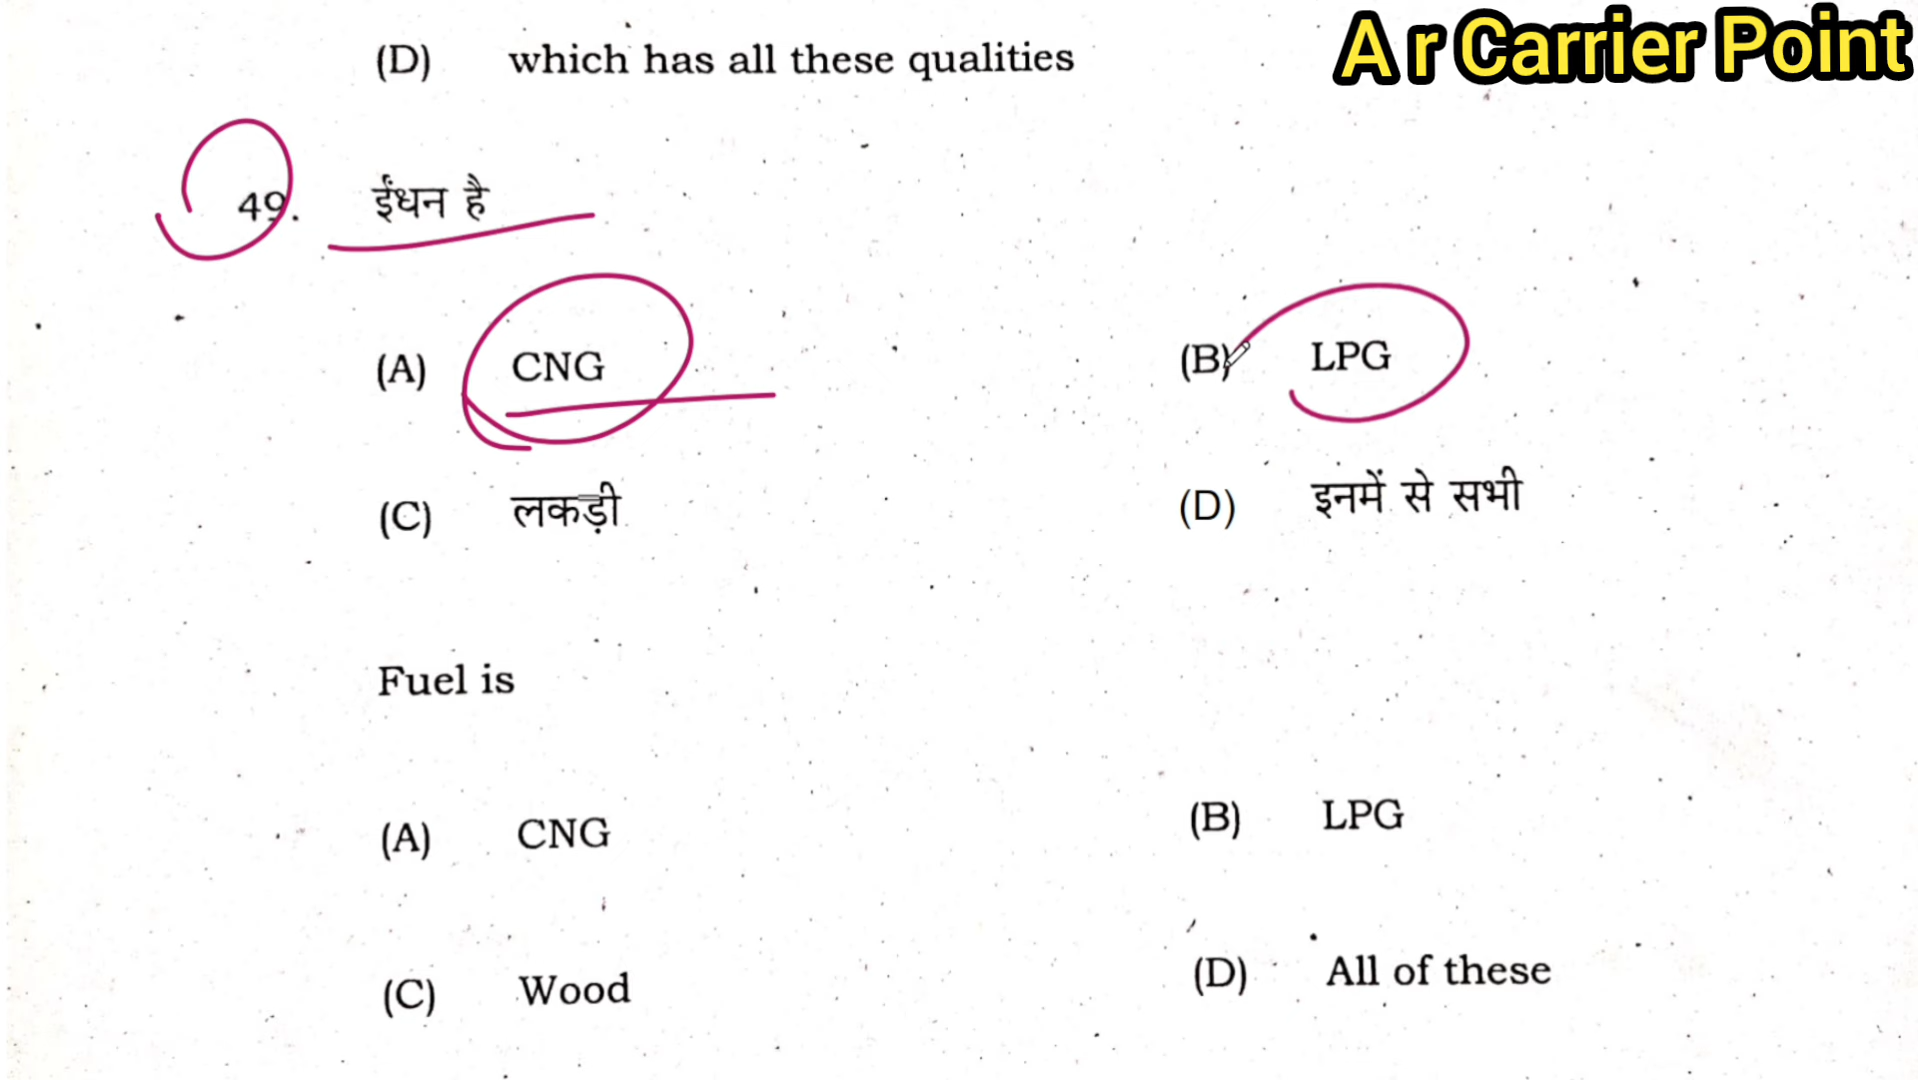 A r Carrier Point
(D) which has all these qualities
49. ईंधन है
(A) CNG (B) LPG
(C) लकड़ी (D) इनमें से सभी
Fuel is
(A) CNG (B) LPG
(C) Wood (D) All of these